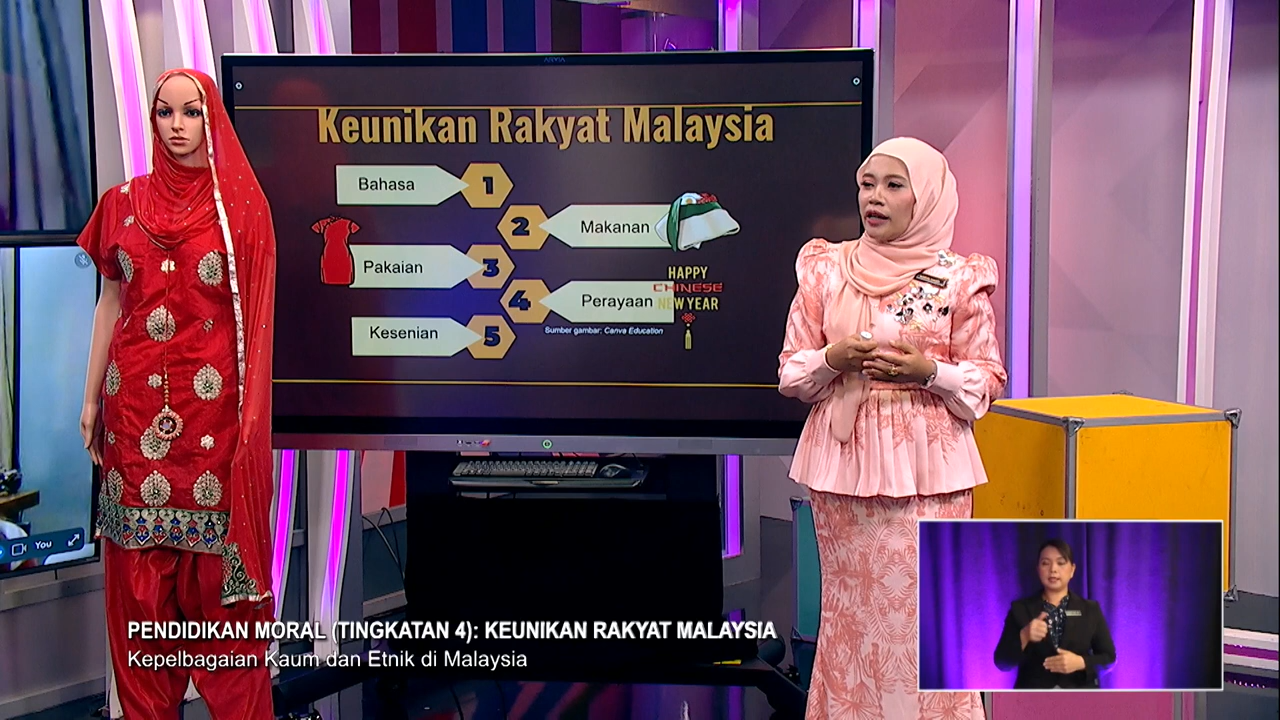 Keunikan Rakyat Malaysia
Bahasa
1
2
Makanan
Pakaian
3
HAPPY
CHINESE
NEW YEAR
4
Perayaan
Sumber gambar: Canva Education
Kesenian
5
You
PENDIDIKAN MORAL (TINGKATAN 4): KEUNIKAN RAKYAT MALAYSIA
Kepelbagaian Kaum dan Etnik di Malaysia